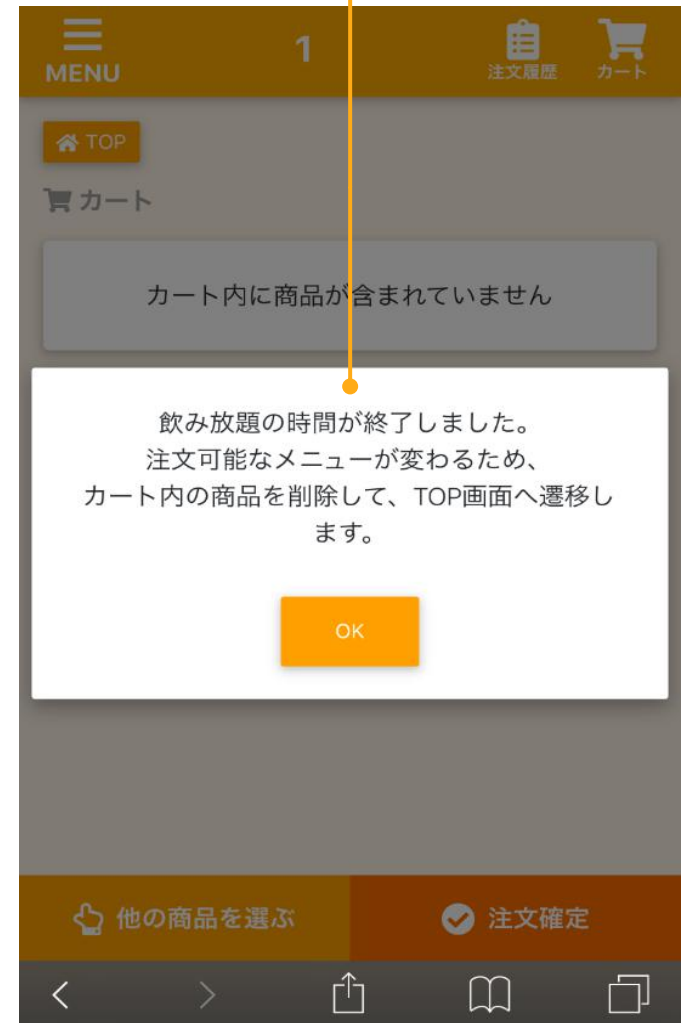 MENU
1
注文履歴
カート
TOP
カート
カート内に商品が含まれていません
飲み放題の時間が終了しました。
注文可能なメニューが変わるため、
カート内の商品を削除して、TOP画面へ遷移し
ます。
OK
他の商品を選ぶ
注文確定